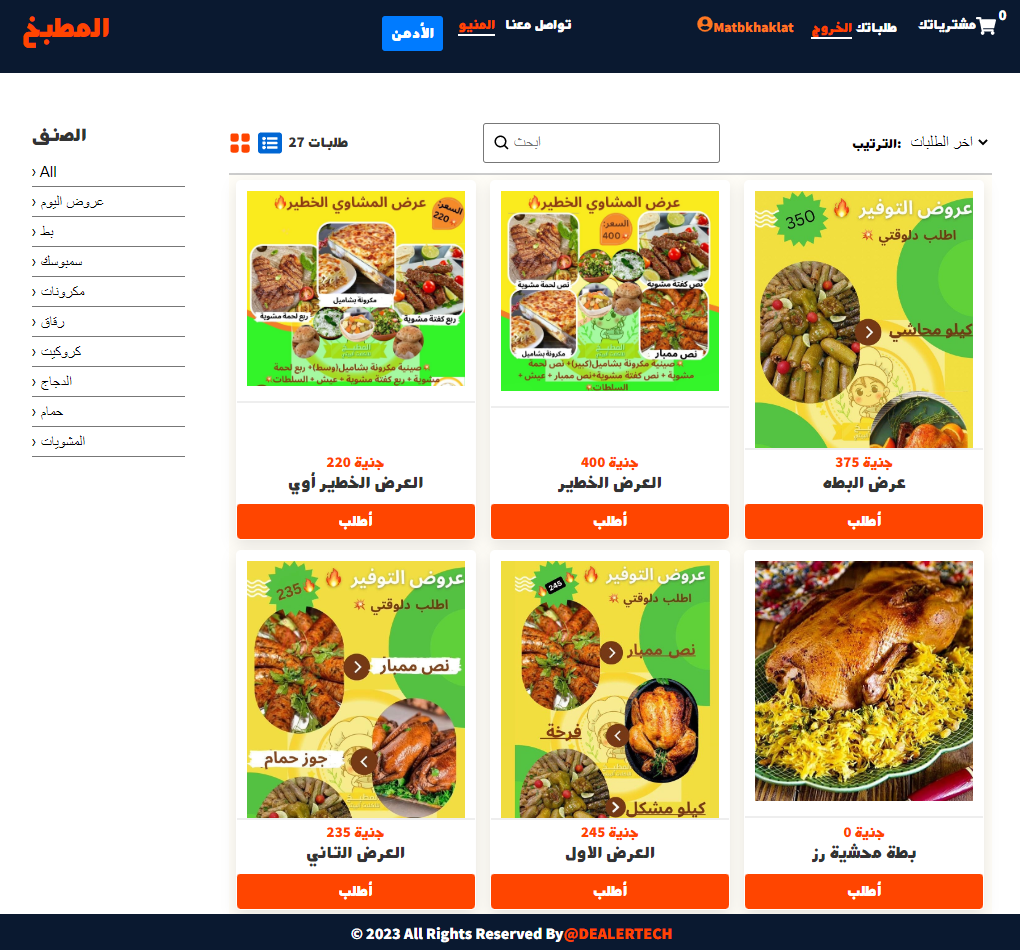 المطبخ
الأدمن
المنيو
تواصل معنا
Matbkhaklat
الخروج
طلباتك
مشترياتك
0
الصنف
› All
› عروض اليوم
› بط
› سمبوسك
› مكرونات
› رقاق
› كروكيت
› الدجاج
› حمام
› المشويات
27 طلبات
ابحث
الترتيب:
اخر الطلبات
عرض المشاوي الخطير
السعر:
220
مكرونة بشاميل
ربع لحمة مشوية
ربع كفتة مشوية
صينية مكرونة بشاميل(وسط)+ ربع لحمة
مشوية + ربع كفتة مشوية + عيش + السلطات
جنية 220
العرض الخطير أوي
أطلب
عرض المشاوي الخطير
السعر:
400
نص لحمة مشوية
نص كفتة مشوية
مكرونة بشاميل
نص ممبار
صينية مكرونة بشاميل(كبير)+ نص لحمة
مشوية + نص كفتة مشوية+نص ممبار + عيش +
السلطات
جنية 400
العرض الخطير
أطلب
350
عروض التوفير
اطلب دلوقتي
كيلو محاشي
جنية 375
عرض البطه
أطلب
235
عروض التوفير
اطلب دلوقتي
نص ممبار
جوز حمام
جنية 235
العرض التاني
أطلب
245
عروض التوفير
اطلب دلوقتي
نص ممبار
فرخة
كيلو مشكل
جنية 245
العرض الاول
أطلب
جنية 0
بطة محشية رز
أطلب
© 2023 All Rights Reserved By@DEALERTECH